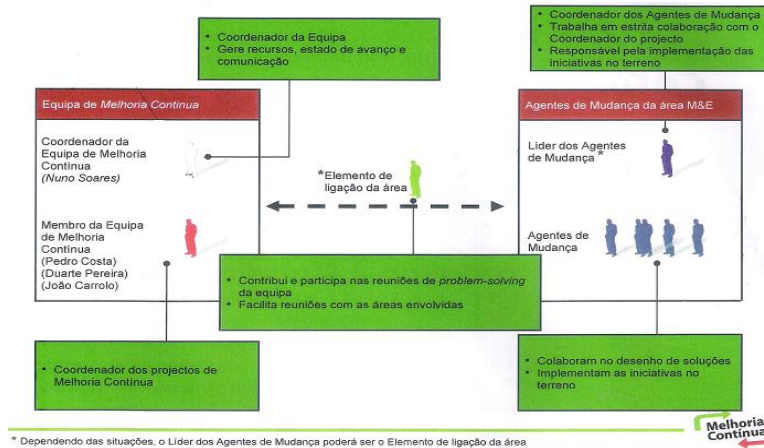 • Coordenador da Equipa
• Gere recursos, estado de avanço e
comunicação
• Coordenador dos Agentes de Mudança
• Trabalha em estrita colaboração com o
Coordenador do projecto
• Responsável pela implementação das
iniciativas no terreno
Equipa de Melhoria Contínua
Coordenador da
Equipa de Melhoria
Contínua
(Nuno Soares)
Membro da Equipa
de Melhoria
Contínua
(Pedro Costa)
(Duarte Pereira)
(João Carrolo)
*Elemento de
ligação da área
Agentes de Mudança da área M&E
Líder dos Agentes
de Mudança *
Agentes de
Mudança
• Contribui e participa nas reuniões de problem-solving
da equipa
• Facilita reuniões com as áreas envolvidas
• Coordenador dos projectos de
Melhoria Contínua
• Colaboram no desenho de soluções
• Implementam as iniciativas no
terreno
* Dependendo das situações, o Líder dos Agentes de Mudança poderá ser o Elemento de ligação da área
Melhoria
Contínua